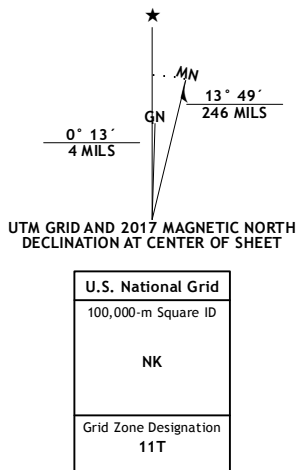 ★
MN
13° 49´
246 MILS
GN
0° 13´
4 MILS
UTM GRID AND 2017 MAGNETIC NORTH
DECLINATION AT CENTER OF SHEET
U.S. National Grid
100,000-m Square ID
NK
Grid Zone Designation
11T